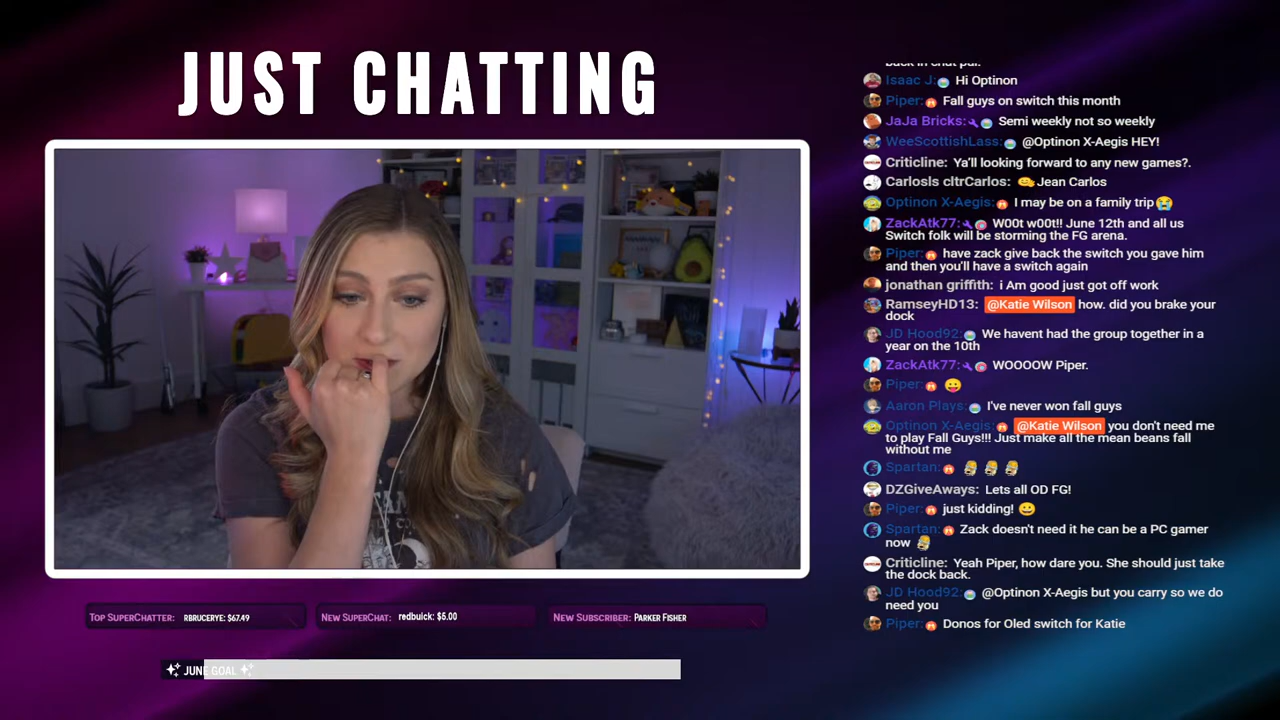 JUST CHATTING
back in chat pal.
Isaac J: Hi Optinon
Piper: Fall guys on switch this month
JaJa Bricks: Semi weekly not so weekly
WeeScottishLass: @Optinon X-Aegis HEY!
Criticline: Ya'll looking forward to any new games?.
Carlosls cltrCarlos: Jean Carlos
Optinon X-Aegis: I may be on a family trip
ZackAtk77: W00t w00t!! June 12th and all us
Switch folk will be storming the FG arena.
Piper: have zack give back the switch you gave him
and then you'll have a switch again
jonathan griffith: i Am good just got off work
RamseyHD13: @Katie Wilson how. did you brake your
dock
JD Hood92: We havent had the group together in a
year on the 10th
ZackAtk77: WOOOOW Piper.
Piper:
Aaron Plays: I've never won fall guys
Optinon X-Aegis: @Katie Wilson you don't need me
to play Fall Guys!!! Just make all the mean beans fall
without me
Spartan:
DZGiveAways: Lets all OD FG!
Piper: just kidding!
Spartan: Zack doesn't need it he can be a PC gamer
now
Criticline: Yeah Piper, how dare you. She should just take
the dock back.
JD Hood92: @Optinon X-Aegis but you carry so we do
need you
Piper: Donos for Oled switch for Katie
TOP SUPERCHATTER: RBRUCERYE: $67.49
NEW SUPERCHAT: redbuick: $5.00
NEW SUBSCRIBER: PARKER FISHER
JUNE GOAL